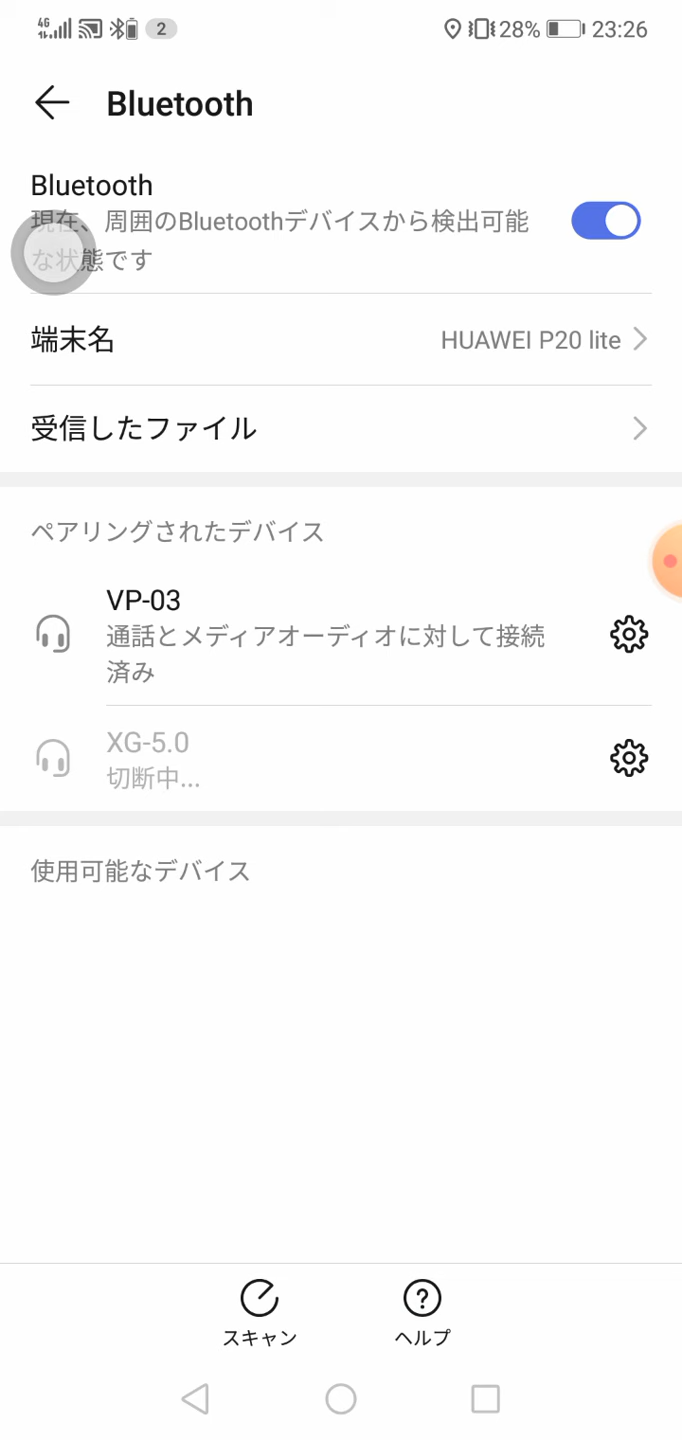 4G 2 28% 23:26
Bluetooth
Bluetooth
現在、周囲のBluetoothデバイスから検出可能
な状態です
端末名 HUAWEI P20 lite
受信したファイル
ペアリングされたデバイス
VP-03
通話とメディアオーディオに対して接続
済み
XG-5.0
切断中...
使用可能なデバイス
スキャン ヘルプ